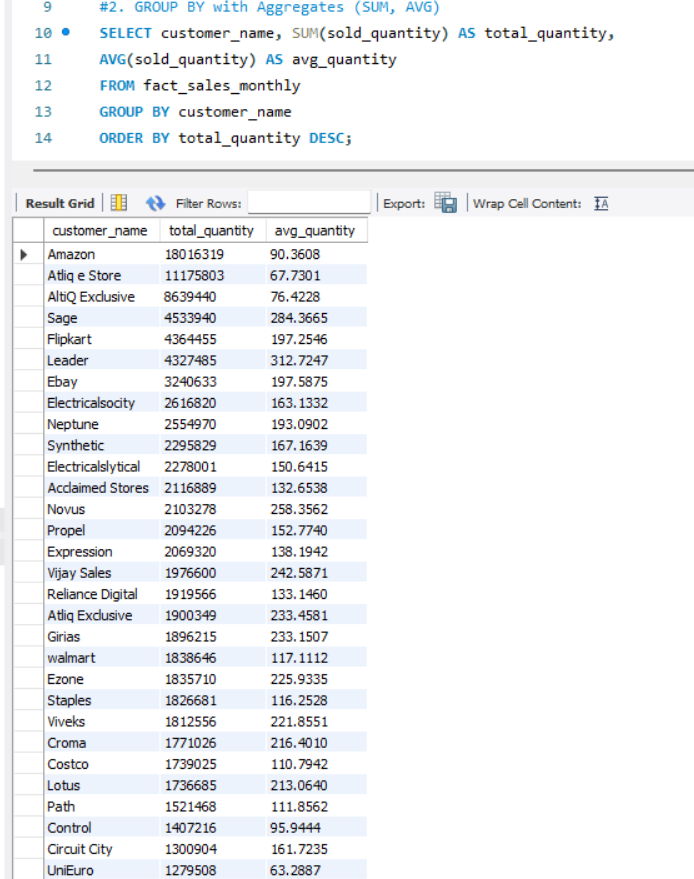 9 #2. GROUP BY with Aggregates (SUM, AVG)
10 SELECT customer_name, SUM(sold_quantity) AS total_quantity,
11 AVG(sold_quantity) AS avg_quantity
12 FROM fact_sales_monthly
13 GROUP BY customer_name
14 ORDER BY total_quantity DESC;
Result Grid Filter Rows: Export: Wrap Cell Content:
customer_name total_quantity avg_quantity
Amazon 18016319 90.3608
Atliq e Store 11175803 67.7301
AltiQ Exclusive 8639440 76.4228
Sage 4533940 284.3665
Flipkart 4364455 197.2546
Leader 4327485 312.7247
Ebay 3240633 197.5875
Electricalsocity 2616820 163.1332
Neptune 2554970 193.0902
Synthetic 2295829 167.1639
Electricalslytical 2278001 150.6415
Acclaimed Stores 2116889 132.6538
Novus 2103278 258.3562
Propel 2094226 152.7740
Expression 2069320 138.1942
Vijay Sales 1976600 242.5871
Reliance Digital 1919566 133.1460
Atliq Exclusive 1900349 233.4581
Girias 1896215 233.1507
walmart 1838646 117.1112
Ezone 1835710 225.9335
Staples 1826681 116.2528
Viveks 1812556 221.8551
Croma 1771026 216.4010
Costco 1739025 110.7942
Lotus 1736685 213.0640
Path 1521468 111.8562
Control 1407216 95.9444
Circuit City 1300904 161.7235
UniEuro 1279508 63.2887